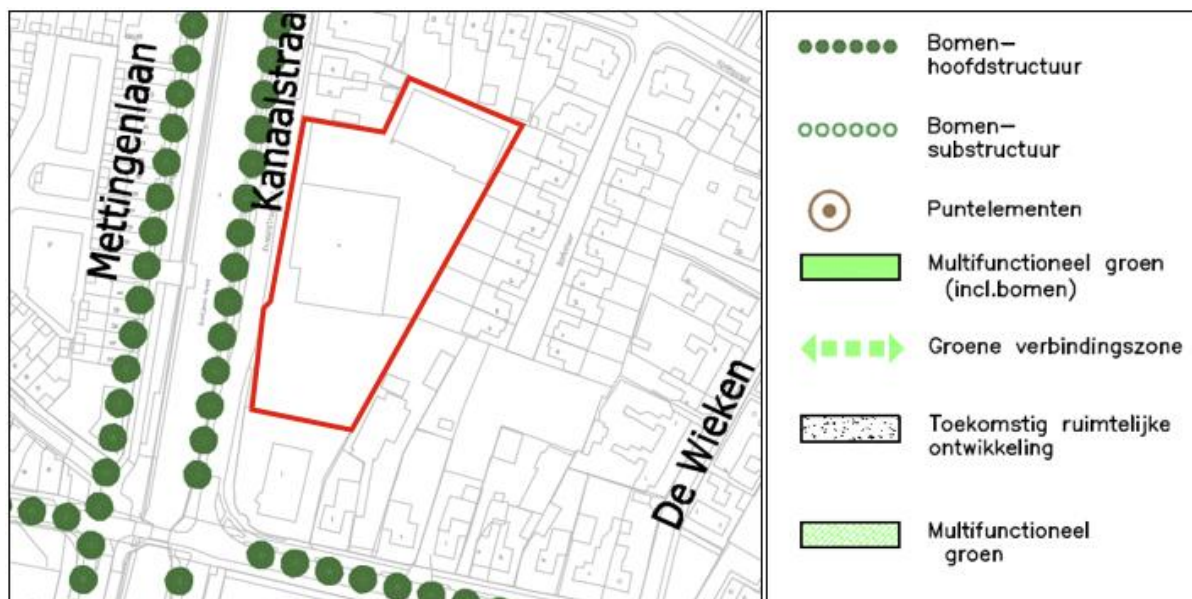 Mettingenlaan
Kanaalstraa
De Wieken
Bomen-
hoofdstructuur
Bomen-
substructuur
Puntelementen
Multifunctioneel groen
(incl.bomen)
Groene verbindingszone
Toekomstig ruimtelijke
ontwikkeling
Multifunctioneel
groen